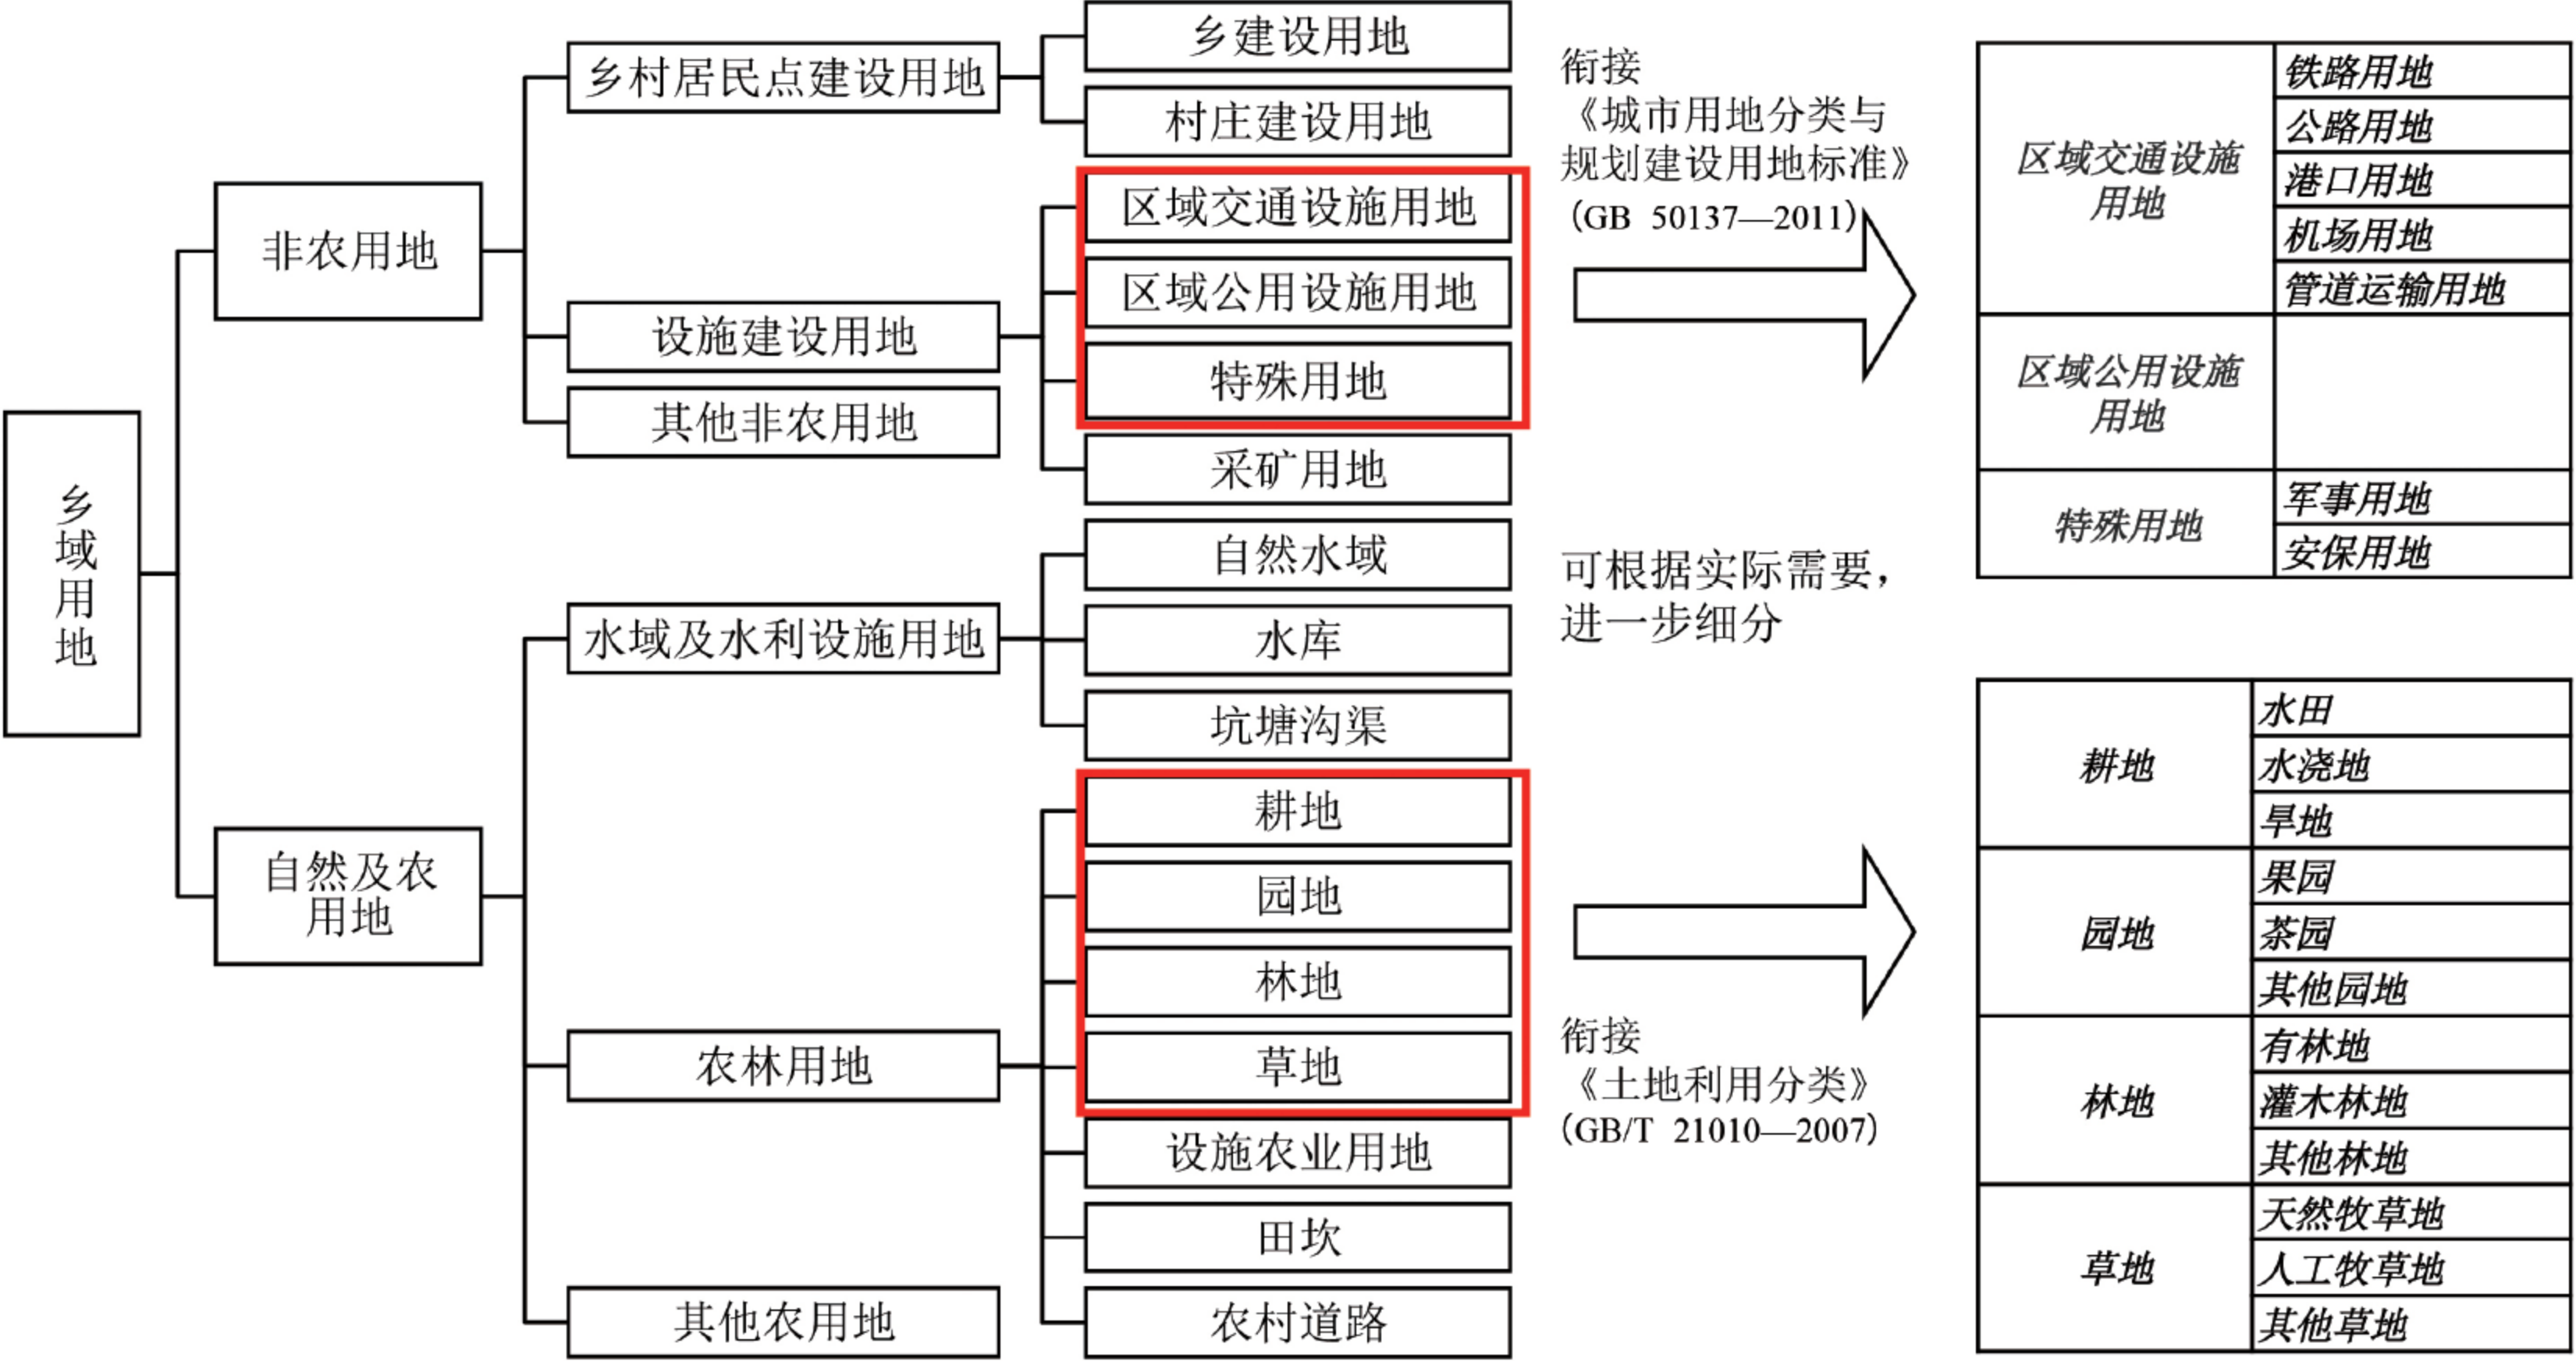 乡
域
用
地
非农用地
自然及农
用地
乡村居民点建设用地
设施建设用地
其他非农用地
水域及水利设施用地
农林用地
其他农用地
乡建设用地
村庄建设用地
区域交通设施用地
区域公用设施用地
特殊用地
采矿用地
自然水域
水库
坑塘沟渠
耕地
园地
林地
草地
设施农业用地
田坎
农村道路
衔接
《城市用地分类与
规划建设用地标准》
(GB 50137—2011)
可根据实际需要，
进一步细分
衔接
《土地利用分类》
(GB/T 21010—2007)
区域交通设施
用地
铁路用地
公路用地
港口用地
机场用地
管道运输用地
区域公用设施
用地
特殊用地
军事用地
安保用地
耕地
水田
水浇地
旱地
园地
果园
茶园
其他园地
林地
有林地
灌木林地
其他林地
草地
天然牧草地
人工牧草地
其他草地